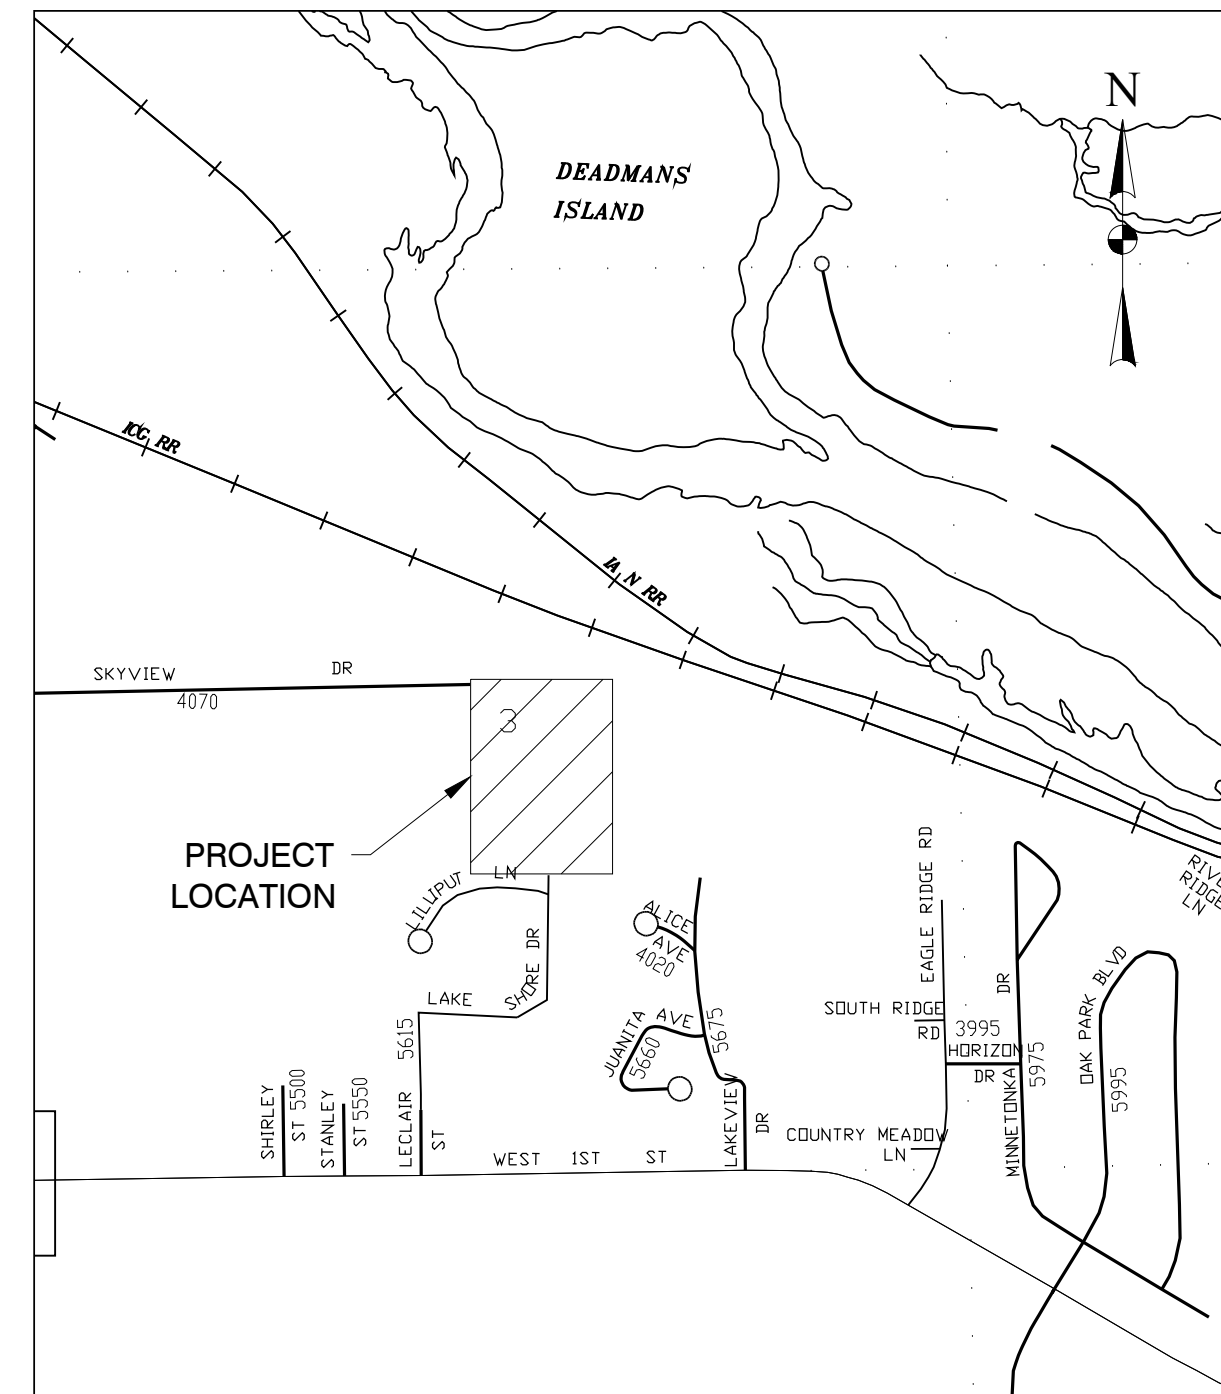 N
DEADMANS
ISLAND
ICG RR
IA N RR
SKYVIEW DR
4070
3
PROJECT
LOCATION
LILLIPUT LN
LAKE SHORE DR
5615
ALICE
AVE
4020
JUANITA AVE
5660
5675
LAKEVIEW
DR
EAGLE RIDGE RD
SOUTH RIDGE
RD
3995
HORIZON
DR
MINNETONKA
DR
5975
OAK PARK BLVD
5995
RIDGE
LN
COUNTRY MEADOW
LN
SHIRLEY
ST 5500
STANLEY
ST 5550
LECLAIR
ST
WEST 1ST ST